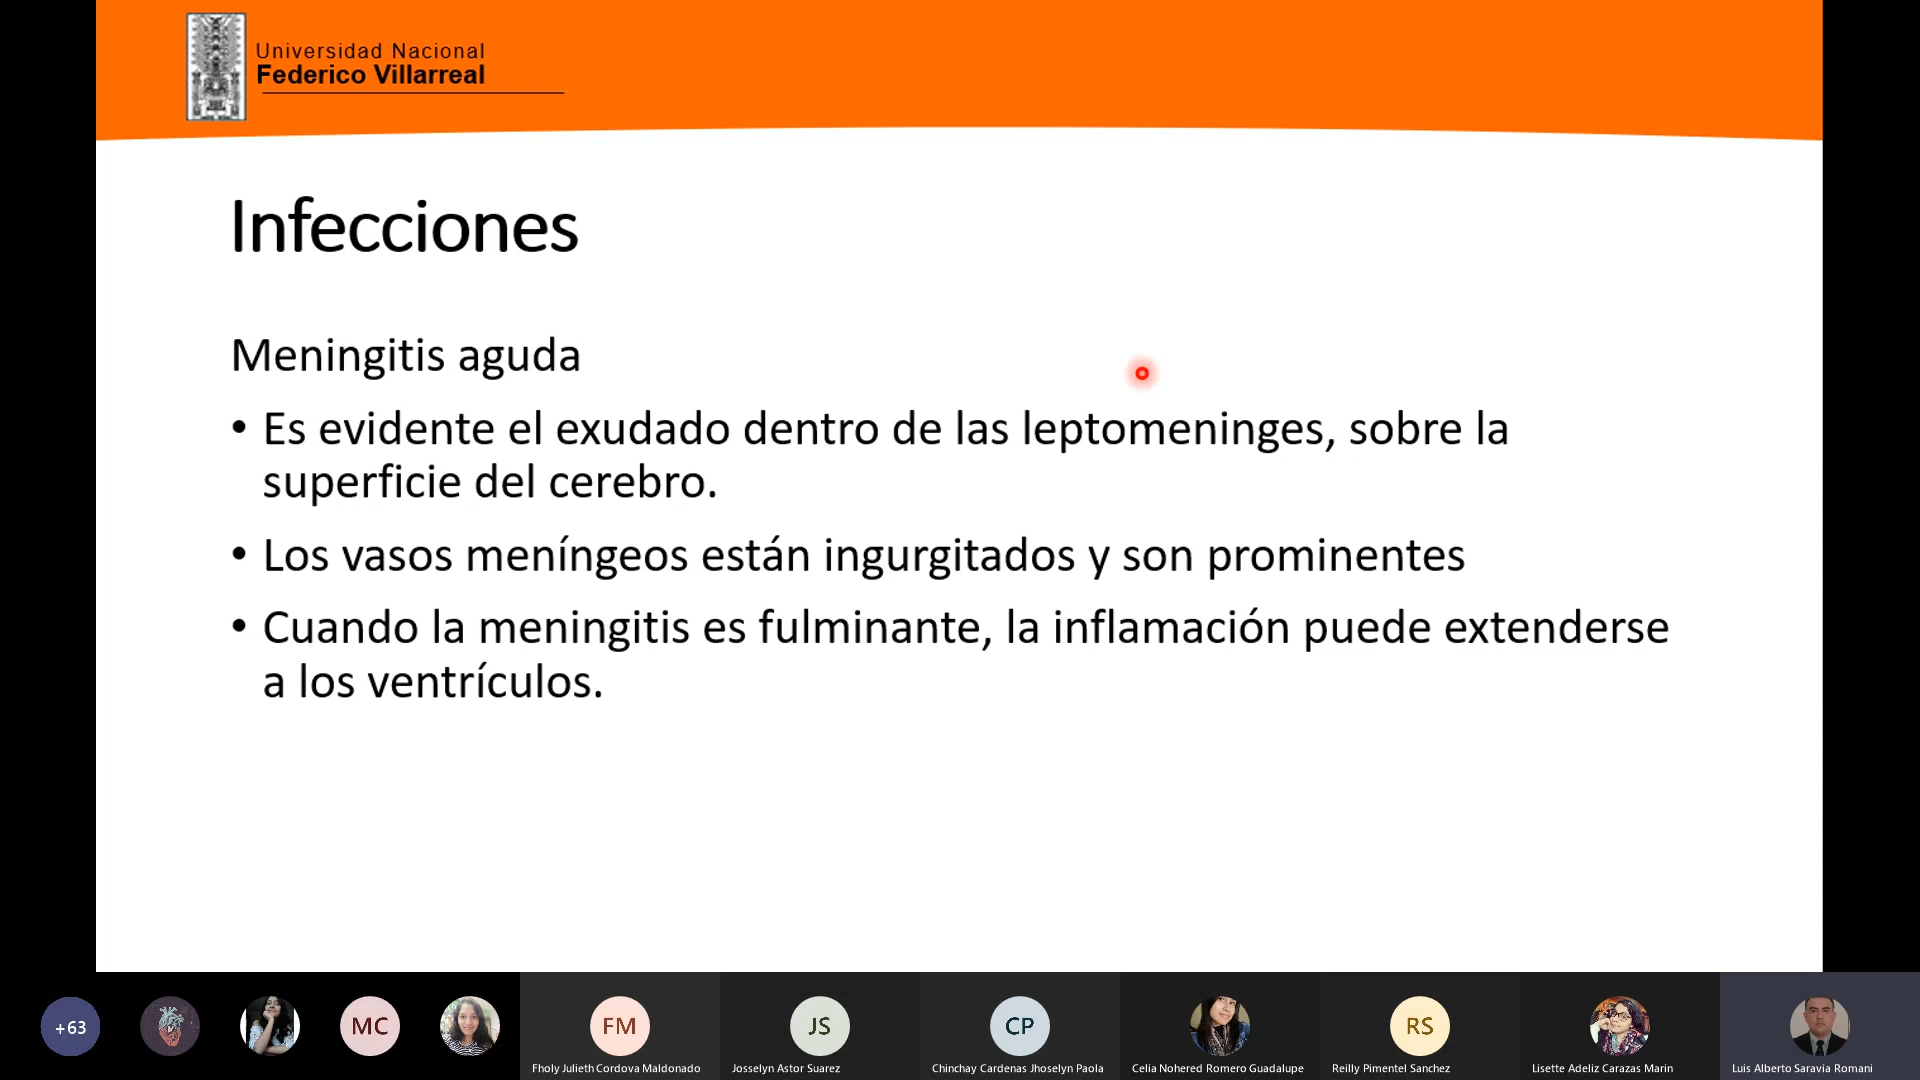 Universidad Nacional
Federico Villarreal
Infecciones
Meningitis aguda
• Es evidente el exudado dentro de las leptomeninges, sobre la
superficie del cerebro.
• Los vasos meníngeos están ingurgitados y son prominentes
• Cuando la meningitis es fulminante, la inflamación puede extenderse
a los ventrículos.
+63
MC
FM
JS
CP
RS
Fholy Julieth Cordova Maldonado
Josselyn Astor Suarez
Chinchay Cardenas Jhoselyn Paola
Celia Nohered Romero Guadalupe
Reilly Pimentel Sanchez
Lisette Adeliz Carazas Marin
Luis Alberto Saravia Romani